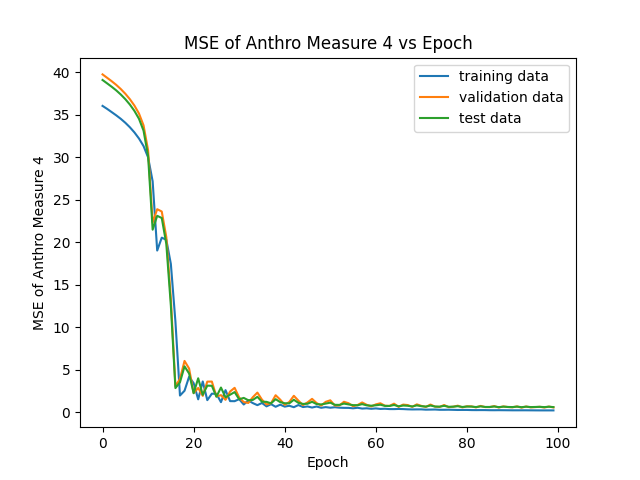 MSE of Anthro Measure 4 vs Epoch
training data
validation data
test data
MSE of Anthro Measure 4
40
35
30
25
20
15
10
5
0
0
20
40
60
80
100
Epoch